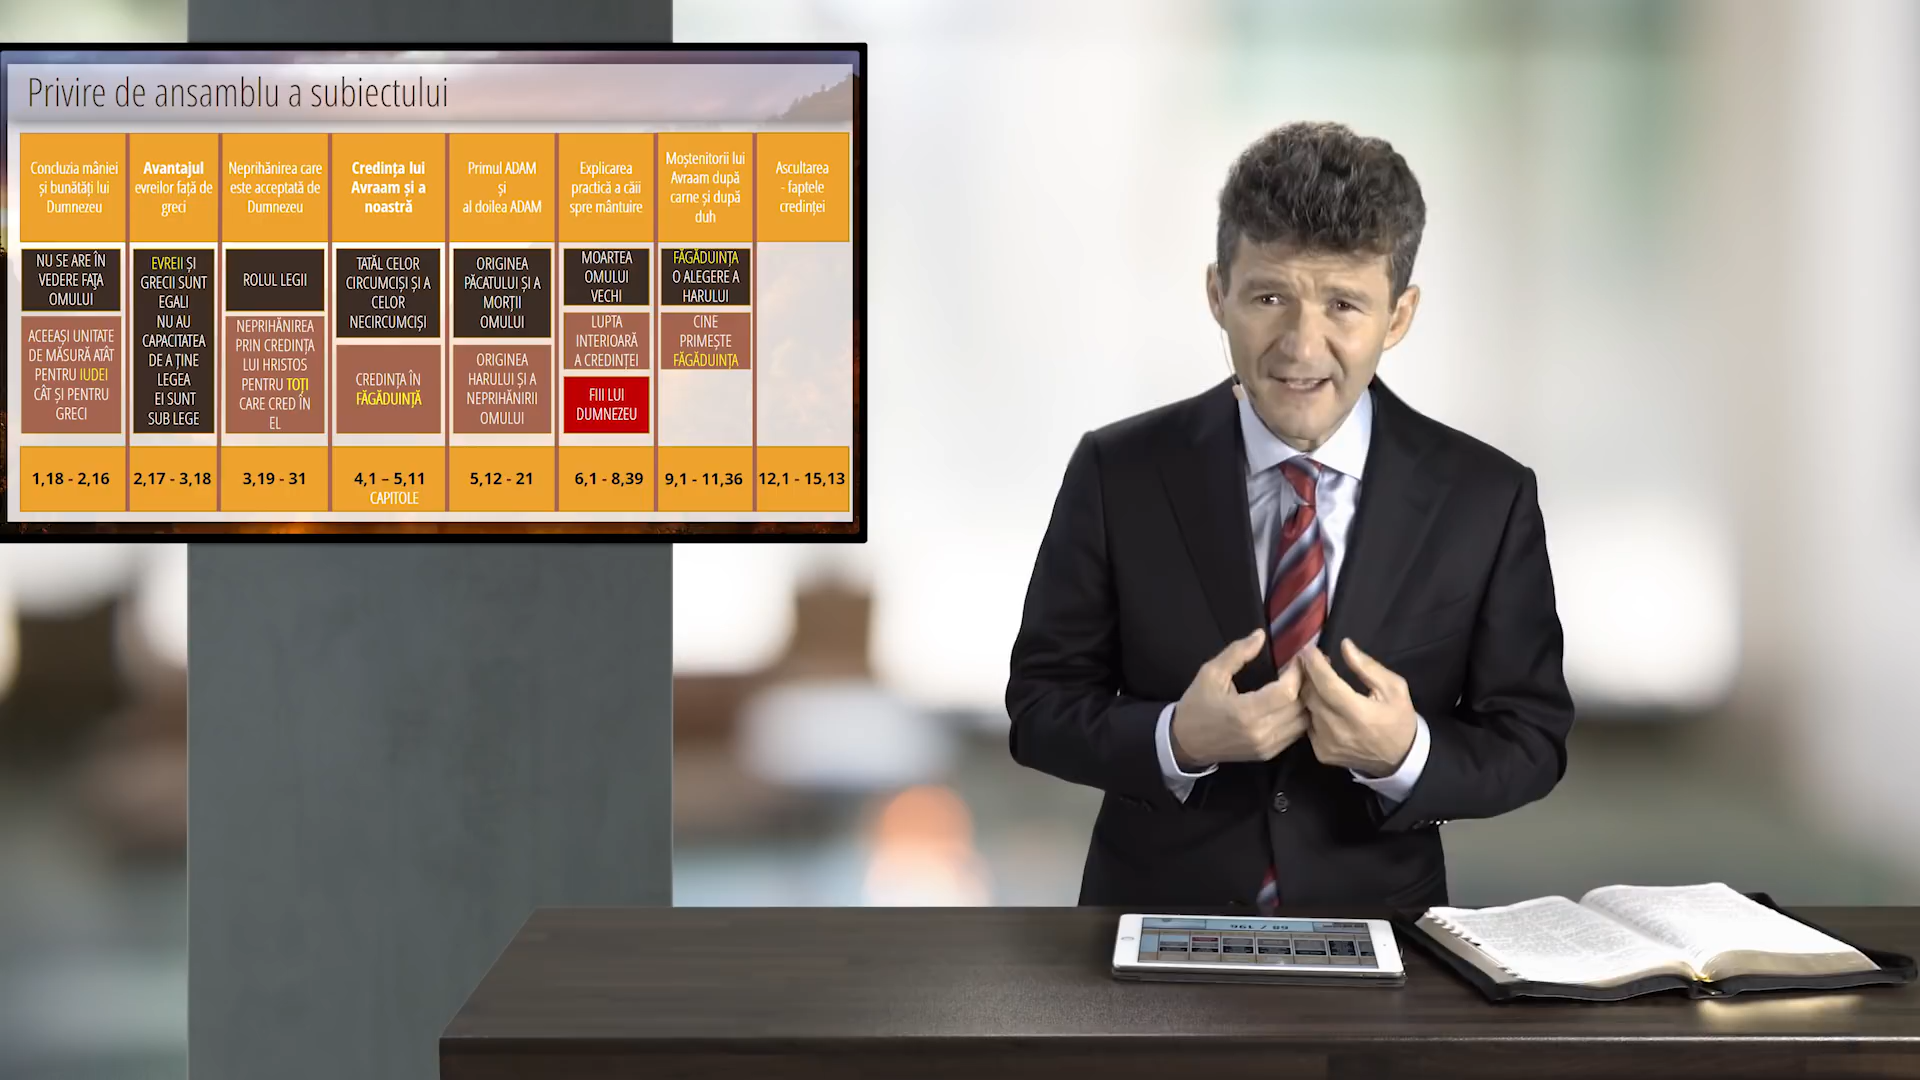 Privire de ansamblu a subiectului
Concluzia mâniei
și bunătăți lui
Dumnezeu
Avantajul
evreilor față de
greci
Neprihănirea care
este acceptată de
Dumnezeu
Credința lui
Avraam și a
noastră
Primul ADAM
și
al doilea ADAM
Explicarea
practică a căii
spre mântuire
Moștenitorii lui
Avraam după
carne și după
duh
Ascultarea
- faptele
credinței
NU SE ARE ÎN
VEDERE FAŢA
OMULUI
ACEEAȘI UNITATE
DE MĂSURĂ ATÂT
PENTRU IUDEI
CÂT ȘI PENTRU
GRECI
EVREII ȘI
GRECII SUNT
EGALI
NU AU
CAPACITATEA
DE A ȚINE
LEGEA
EI SUNT
SUB LEGE
ROLUL LEGII
NEPRIHĂNIREA
PRIN CREDINȚA
LUI HRISTOS
PENTRU TOȚI
CARE CRED ÎN
EL
TATĂL CELOR
CIRCUMCIȘI ȘI A
CELOR
NECIRCUMCIȘI
CREDINȚA ÎN
FĂGĂDUINȚĂ
ORIGINEA
PĂCATULUI ȘI A
MORȚII
OMULUI
ORIGINEA
HARULUI ȘI A
NEPRIHĂNIRII
OMULUI
MOARTEA
OMULUI
VECHI
LUPTA
INTERIOARĂ
A CREDINȚEI
FIII LUI
DUMNEZEU
FĂGĂDUINȚA
O ALEGERE A
HARULUI
CINE
PRIMEȘTE
FĂGĂDUINȚA
1,18 - 2,16
2,17 - 3,18
3,19 - 31
4,1 – 5,11
CAPITOLE
5,12 - 21
6,1 - 8,39
9,1 - 11,36
12,1 - 15,13
68 / 196